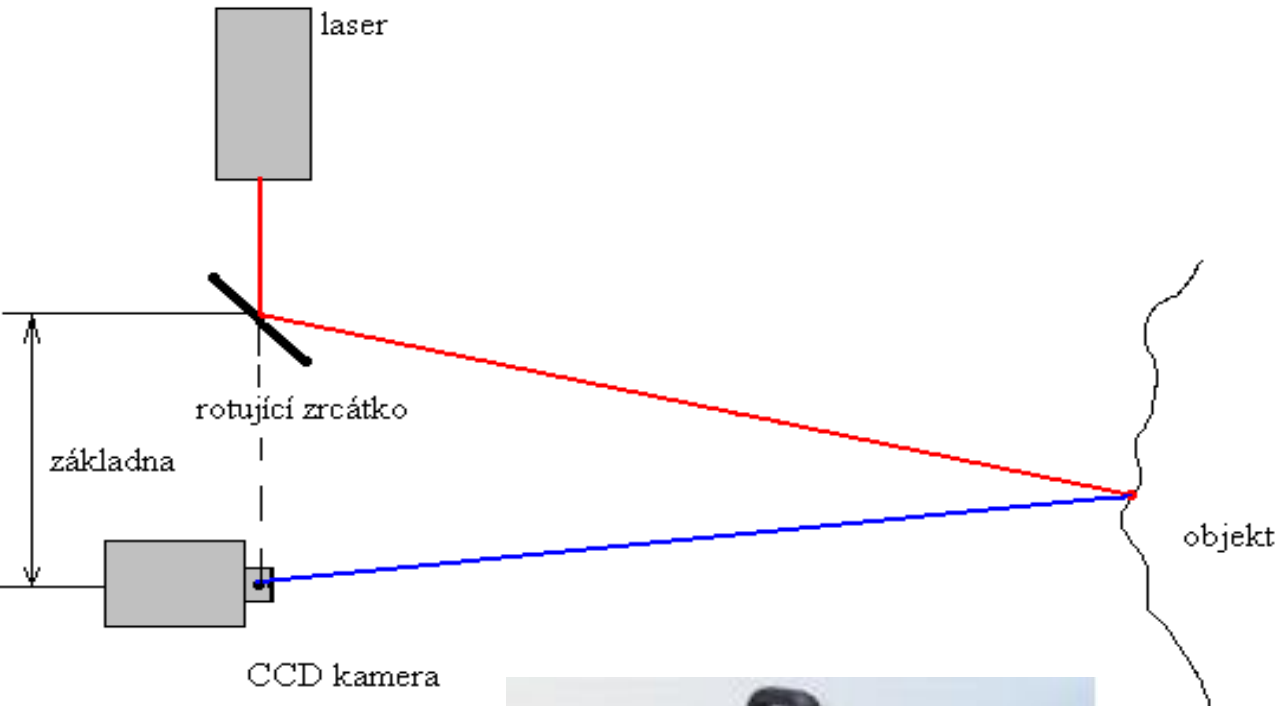 laser
rotující zrcátko
základna
objekt
CCD kamera